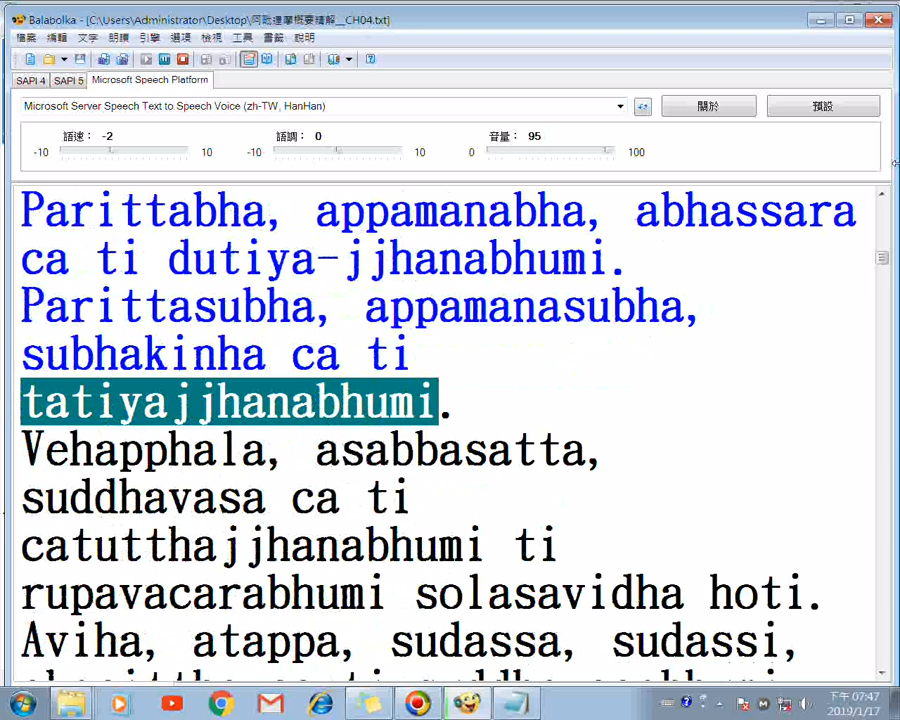 Balabolka - [C:\Users\Administrator\Desktop\阿毗達摩概要精解__CH04.txt]
檔案 編輯 文字 朗讀 引擎 選項 檢視 工具 書籤 說明
SAPI 4 SAPI 5 Microsoft Speech Platform
Microsoft Server Speech Text to Speech Voice (zh-TW, HanHan) 關於 預設
語速： -2 語調： 0 音量： 95
-10 10 -10 10 0 100
Parittabha, appamanabha, abhassara
ca ti dutiya-jjhanabhumi.
Parittasubha, appamanasubha,
subhakinha ca ti
tatiyajjhanabhumi.
Vehapphala, asabbasatta,
suddhavasa ca ti
catutthajjhanabhumi ti
rupavacarabhumi solasavidha hoti.
Aviha, atappa, sudassa, sudassi,
下午 07:47
2019/1/17